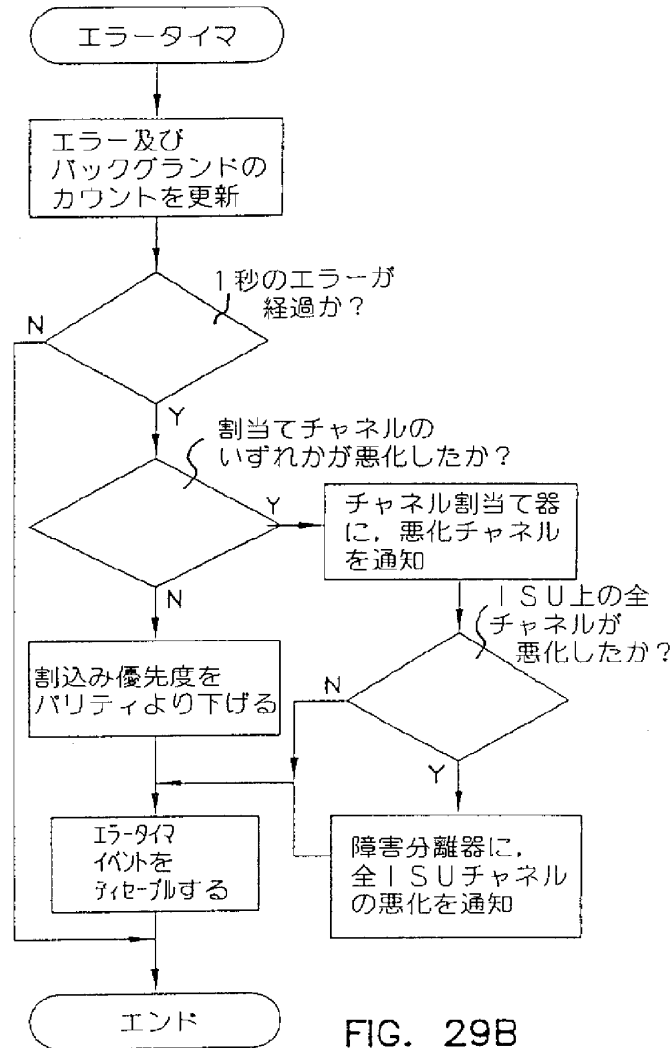 エラータイマ
エラー及び
バックグランドの
カウントを更新
1秒のエラーが
経過か？
N
Y
割当てチャネルの
いずれかが悪化したか？
Y
チャネル割当て器
に，悪化チャネル
を通知
N
ISU上の全
チャネルが
悪化したか？
割込み優先度を
パリティより下げる
N
Y
エラータイマ
イベントを
ディセーブルする
障害分離器に，
全ISUチャネル
の悪化を通知
エンド
FIG. 29B